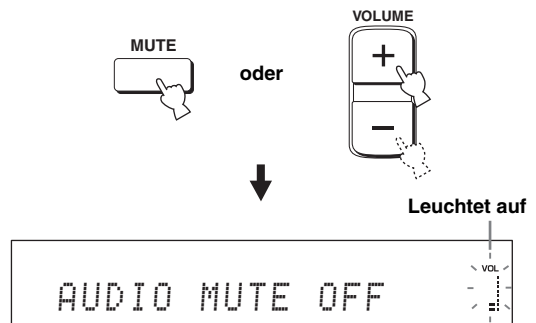 VOLUME
MUTE
oder
+
–
Leuchtet auf
VOL
AUDIO MUTE OFF